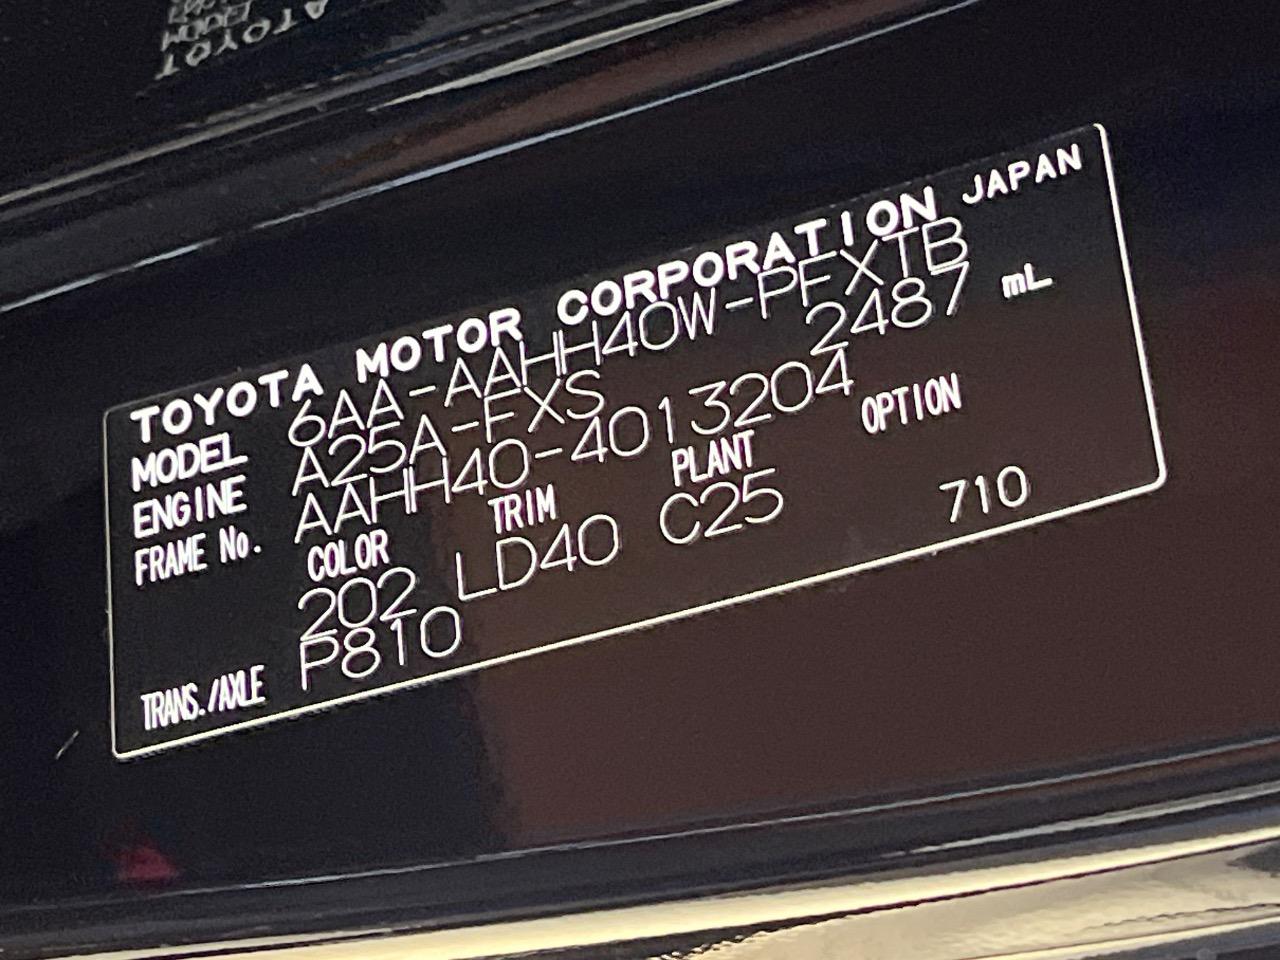 TOYOTA MOTOR CORPORATION JAPAN
MODEL 6AA-AAHH40W-PFXTB
ENGINE A25A-FXS 2487 mL
FRAME No. AAHH40-4013204
COLOR TRIM PLANT OPTION
202 LD40 C25 710
TRANS./AXLE P810